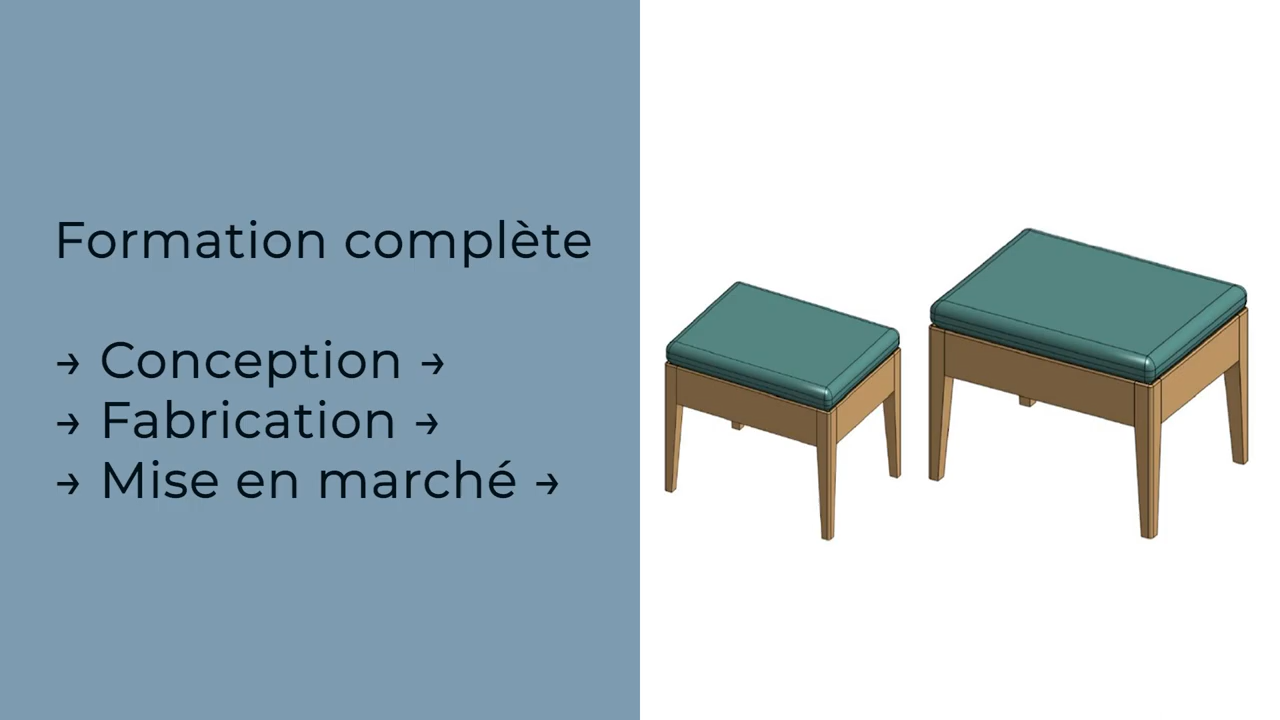 Formation complète
→ Conception →
→ Fabrication →
→ Mise en marché →